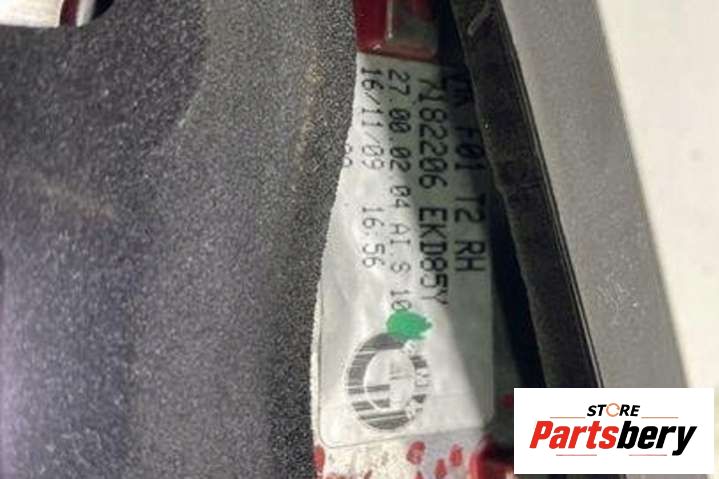 F01 T2 RH
7182206 EKD85Y
27.00 02 04 AI S 10
16/11/09 16:56
STORE
Partsbery